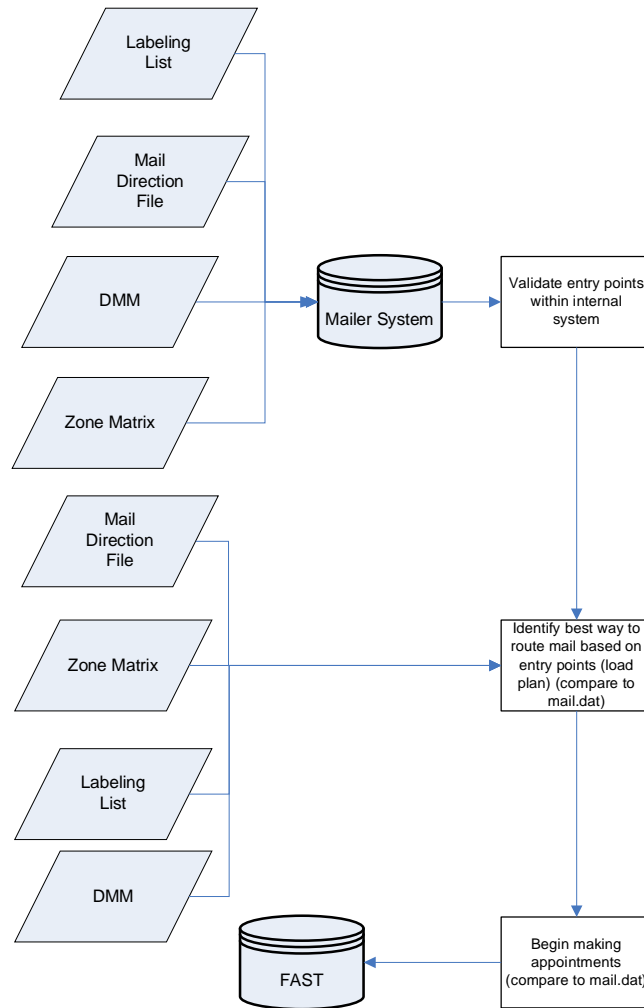 Labeling
List
Mail
Direction
File
DMM
Mailer System
Validate entry points
within internal
system
Zone Matrix
Mail
Direction
File
Zone Matrix
Identify best way to
route mail based on
entry points (load
plan) (compare to
mail.dat)
Labeling
List
DMM
FAST
Begin making
appointments
(compare to mail.dat)